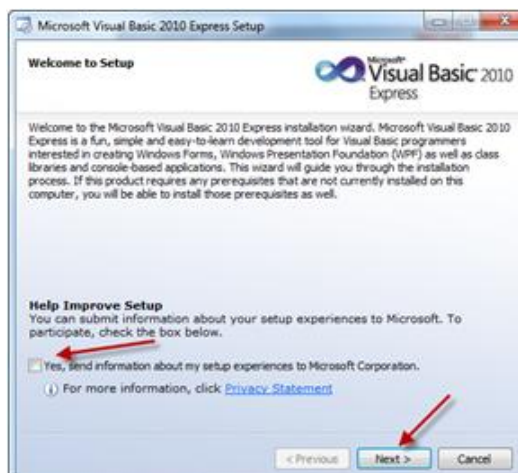 Microsoft Visual Basic 2010 Express Setup
Welcome to Setup
Microsoft®
Visual Basic® 2010
Express
Welcome to the Microsoft Visual Basic 2010 Express installation wizard. Microsoft Visual Basic 2010
Express is a fun, simple and easy-to-learn development tool for Visual Basic programmers
interested in creating Windows Forms, Windows Presentation Foundation (WPF) as well as class
libraries and console-based applications. This wizard will guide you through the installation
process. If this product requires any prerequisites that are not currently installed on this
computer, you will be able to install those prerequisites as well.
Help Improve Setup
You can submit information about your setup experiences to Microsoft. To
participate, check the box below.
Yes, send information about my setup experiences to Microsoft Corporation.
For more information, click Privacy Statement
< Previous Next > Cancel